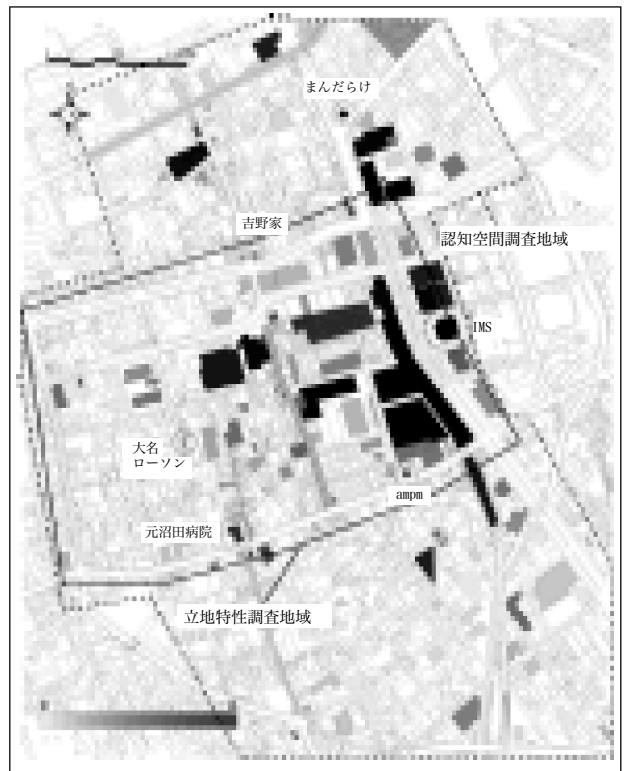 まんだらけ
吉野家
認知空間調査地域
IMS
大名
ローソン
ampm
元沼田病院
立地特性調査地域